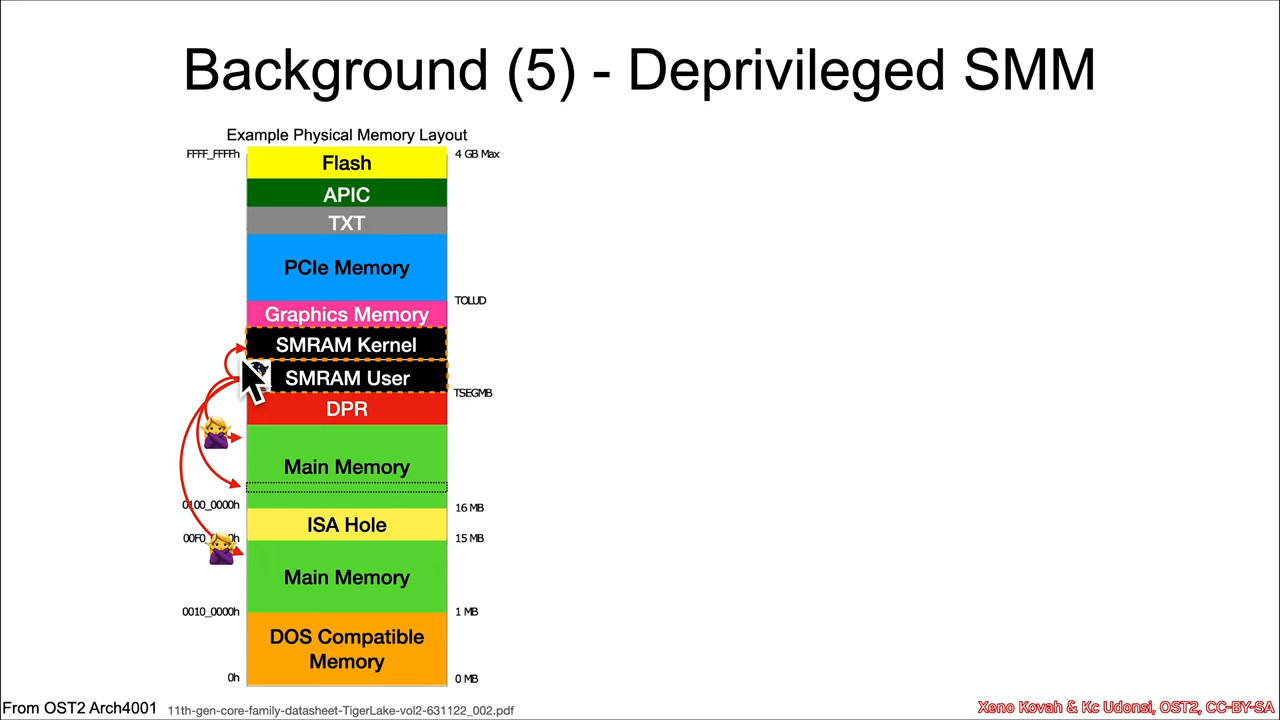 Background (5) - Deprivileged SMM
Example Physical Memory Layout
FFFF_FFFFh
4 GB Max
Flash
APIC
TXT
PCIe Memory
TOLUD
Graphics Memory
SMRAM Kernel
SMRAM User
TSEGMB
DPR
Main Memory
0100_0000h
16 MB
ISA Hole
15 MB
Main Memory
0010_0000h
1 MB
DOS Compatible
Memory
0h
0 MB
From OST2 Arch4001
11th-gen-core-family-datasheet-TigerLake-vol2-631122_002.pdf
Xeno Kovah & Kc Udonsi, OST2, CC-BY-SA